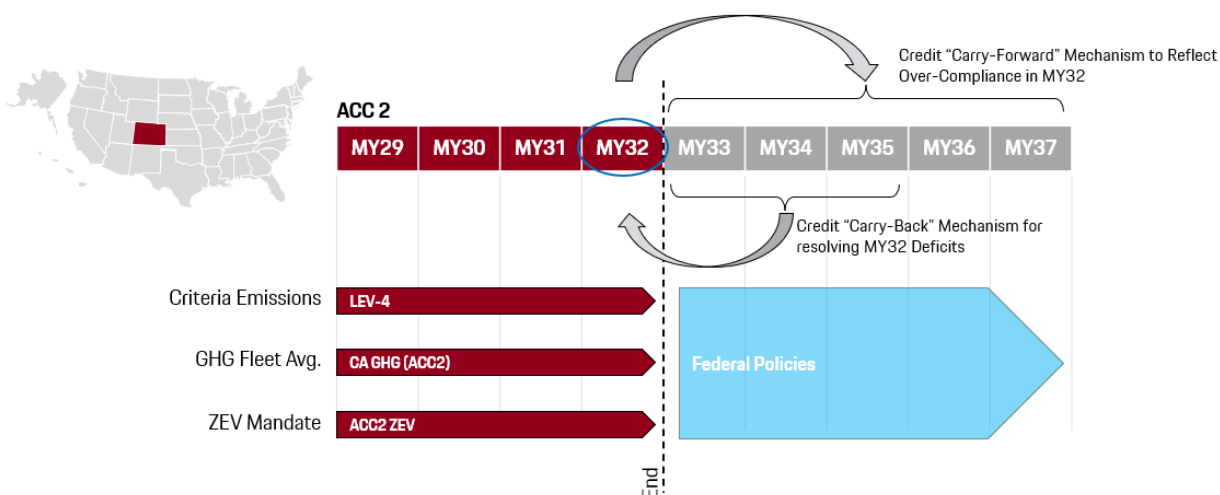 Credit “Carry-Forward” Mechanism to Reflect
Over-Compliance in MY32
ACC 2
MY29 MY30 MY31 MY32 MY33 MY34 MY35 MY36 MY37
Credit “Carry-Back” Mechanism for
resolving MY32 Deficits
Criteria Emissions
LEV-4
GHG Fleet Avg.
CA GHG (ACC2)
Federal Policies
ZEV Mandate
ACC2 ZEV
End